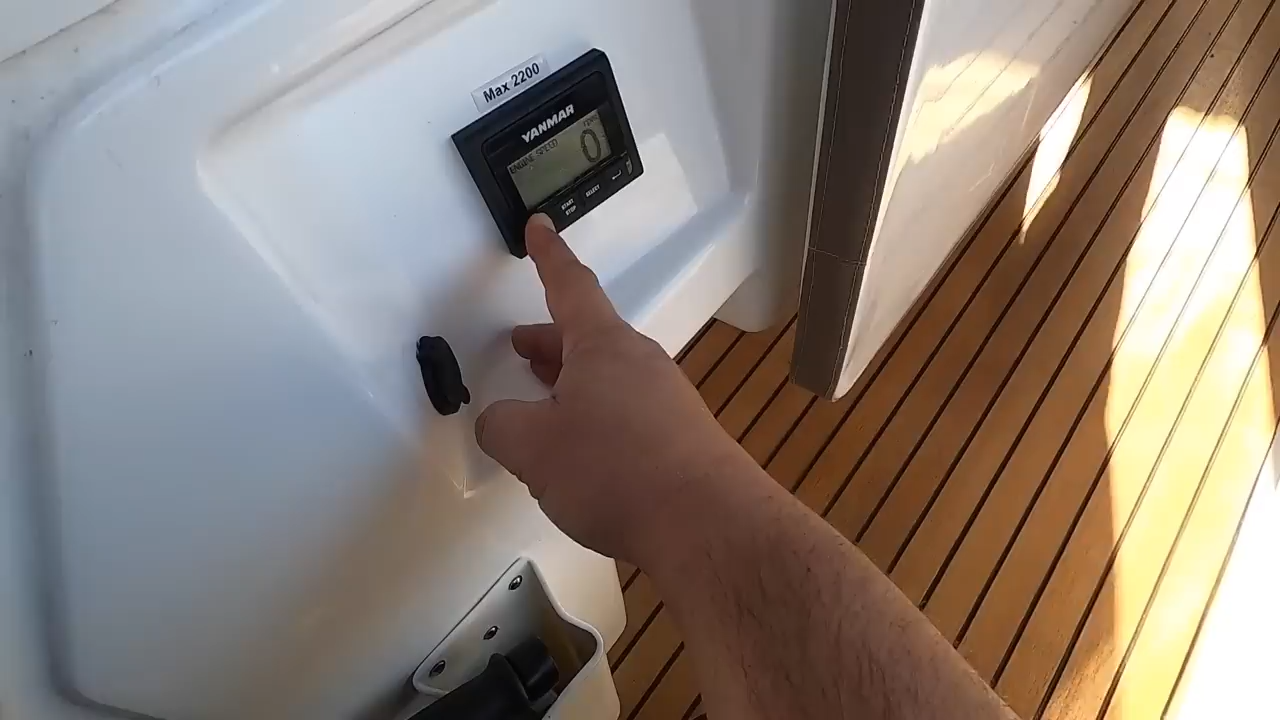 Max 2200
YANMAR
ENGINE SPEED
0
START
STOP
SELECT